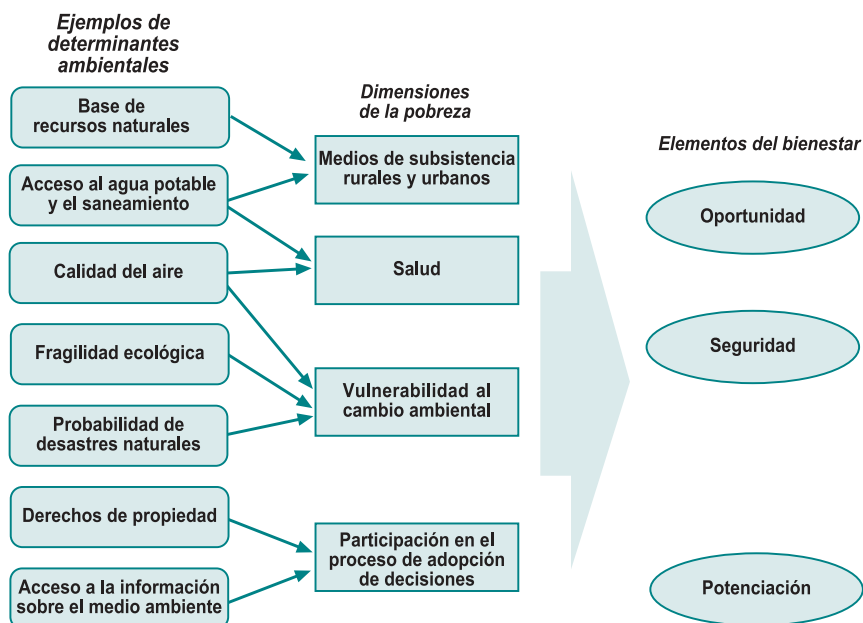 Ejemplos de
determinantes
ambientales
Base de
recursos naturales
Acceso al agua potable
y el saneamiento
Calidad del aire
Fragilidad ecológica
Probabilidad de
desastres naturales
Derechos de propiedad
Acceso a la información
sobre el medio ambiente
Dimensiones
de la pobreza
Medios de subsistencia
rurales y urbanos
Salud
Vulnerabilidad al
cambio ambiental
Participación en el
proceso de adopción
de decisiones
Elementos del bienestar
Oportunidad
Seguridad
Potenciación